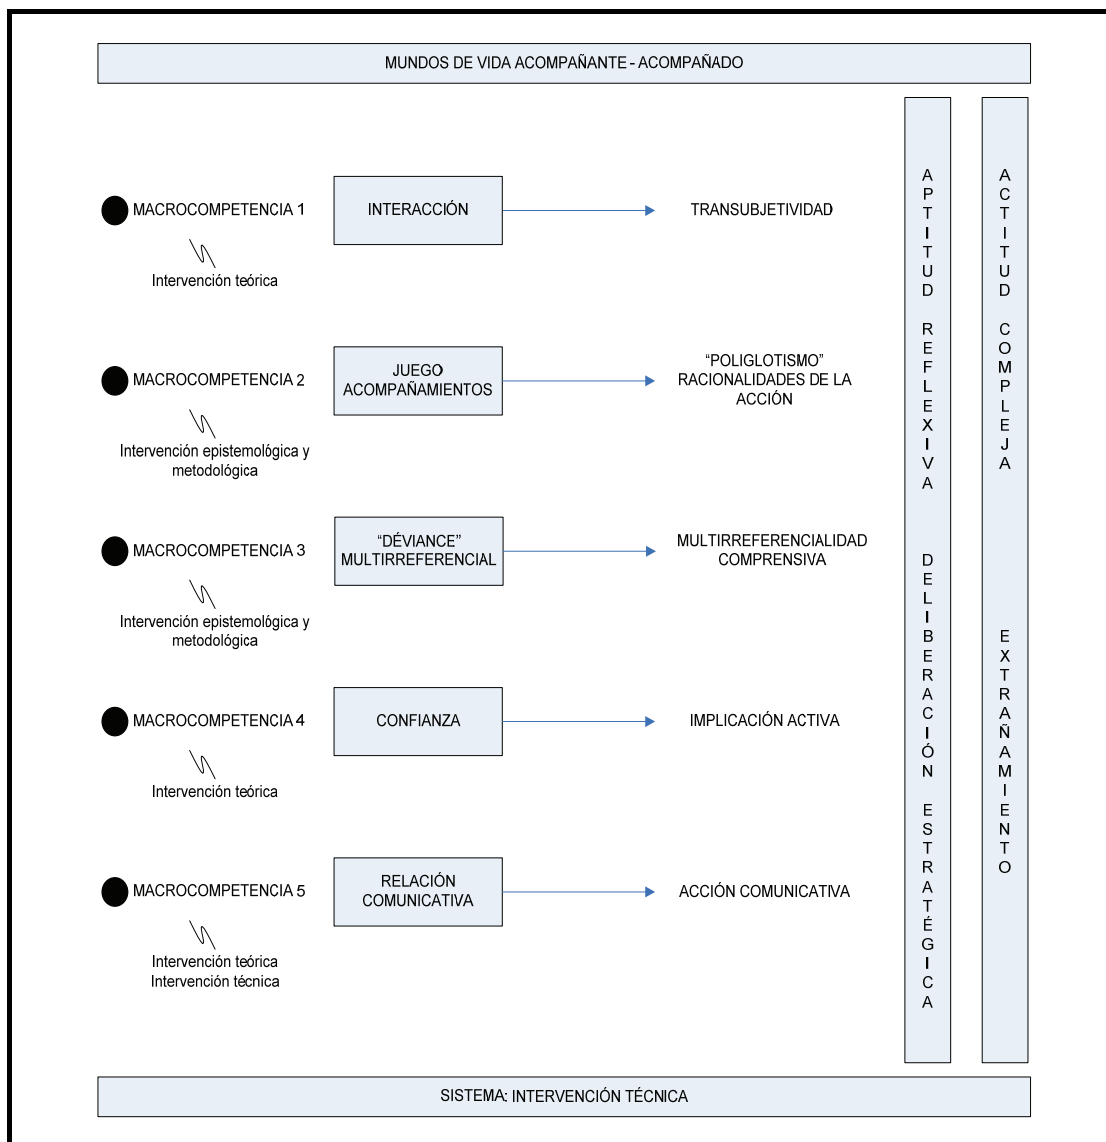 MUNDOS DE VIDA ACOMPAÑANTE - ACOMPAÑADO
MACROCOMPETENCIA 1
Intervención teórica
INTERACCIÓN
TRANSUBJETIVIDAD
MACROCOMPETENCIA 2
Intervención epistemológica y
metodológica
JUEGO
ACOMPAÑAMIENTOS
“POLIGLOTISMO”
RACIONALIDADES DE LA
ACCIÓN
MACROCOMPETENCIA 3
Intervención epistemológica y
metodológica
“DÉVIANCE”
MULTIRREFERENCIAL
MULTIRREFERENCIALIDAD
COMPRENSIVA
MACROCOMPETENCIA 4
Intervención teórica
CONFIANZA
IMPLICACIÓN ACTIVA
MACROCOMPETENCIA 5
Intervención teórica
Intervención técnica
RELACIÓN
COMUNICATIVA
ACCIÓN COMUNICATIVA
APTITUD REFLEXIVA DELIBERACIÓN ESTRATÉGICA
ACTITUD COMPLEJA EXTRAÑAMIENTO
SISTEMA: INTERVENCIÓN TÉCNICA